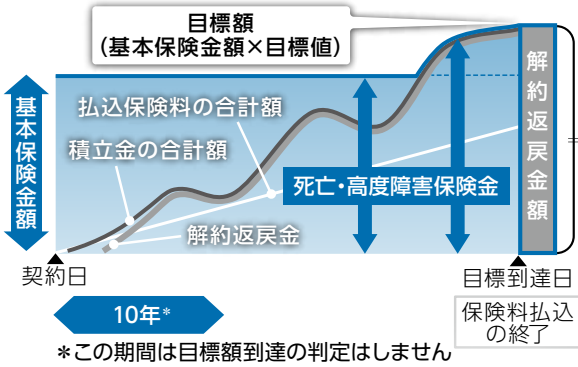 目標額
（基本保険金額×目標値）
基本保険金額
払込保険料の合計額
積立金の合計額
解約返戻金
死亡・高度障害保険金
解約返戻金額
契約日
目標到達日
10年*
保険料払込
の終了
*この期間は目標額到達の判定はしません